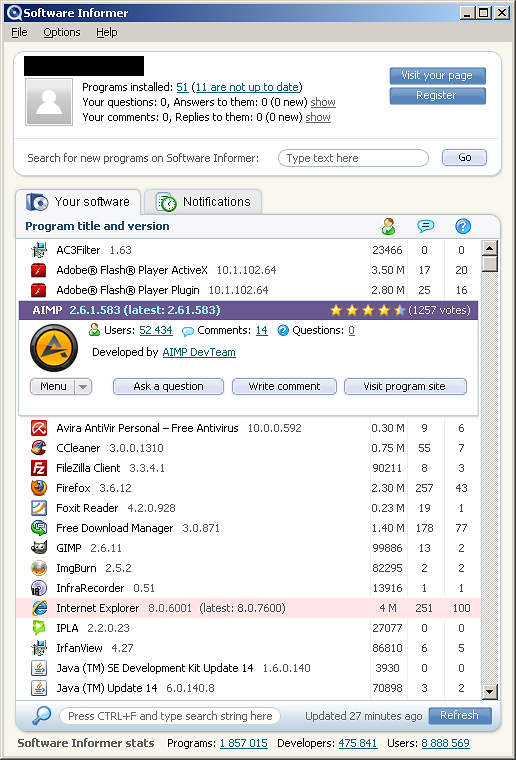 Software Informer
File Options Help
Programs installed: 51 (11 are not up to date)
Your questions: 0, Answers to them: 0 (0 new) show
Your comments: 0, Replies to them: 0 (0 new) show
Visit your page
Register
Search for new programs on Software Informer: Type text here Go
Your software Notifications
Program title and version
AC3Filter 1.63 23466 0 0
Adobe® Flash® Player ActiveX 10.1.102.64 3.50 M 17 20
Adobe® Flash® Player Plugin 10.1.102.64 2.80 M 25 16
AIMP 2.6.1.583 (latest: 2.61.583) (1257 votes)
Users: 52 434 Comments: 14 Questions: 0
Developed by AIMP DevTeam
Menu Ask a question Write comment Visit program site
Avira AntiVir Personal – Free Antivirus 10.0.0.592 0.30 M 9 6
CCleaner 3.0.0.1310 0.75 M 55 7
FileZilla Client 3.3.4.1 90211 8 3
Firefox 3.6.12 2.30 M 257 43
Foxit Reader 4.2.0.928 0.23 M 19 1
Free Download Manager 3.0.871 1.40 M 178 77
GIMP 2.6.11 99886 13 2
ImgBurn 2.5.2 82295 2 2
InfraRecorder 0.51 13916 1 1
Internet Explorer 8.0.6001 (latest: 8.0.7600) 4 M 251 100
IPLA 2.2.0.23 27077 0 0
IrfanView 4.27 86810 6 5
Java (TM) SE Development Kit Update 14 1.6.0.140 3930 0 0
Java (TM) Update 14 6.0.140.8 70898 3 2
Press CTRL+F and type search string here Updated 27 minutes ago Refresh
Software Informer stats Programs: 1 857 015 Developers: 475 841 Users: 8 888 569